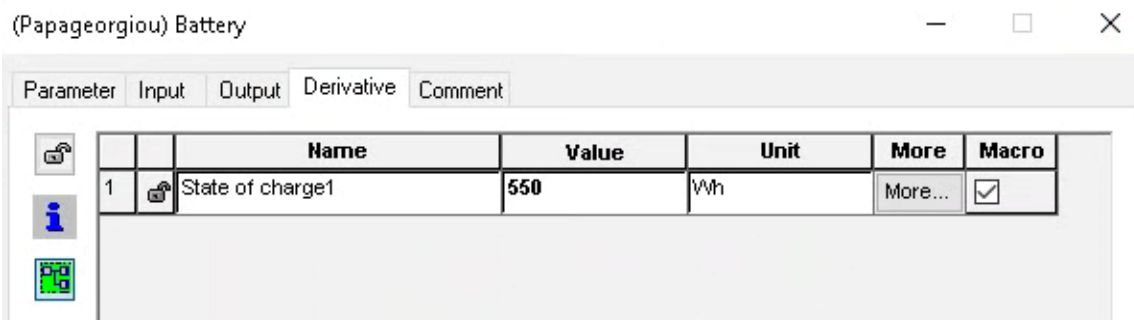 (Papageorgiou) Battery
Parameter Input Output Derivative Comment
Name Value Unit More Macro
1 State of charge1 550 Wh More...